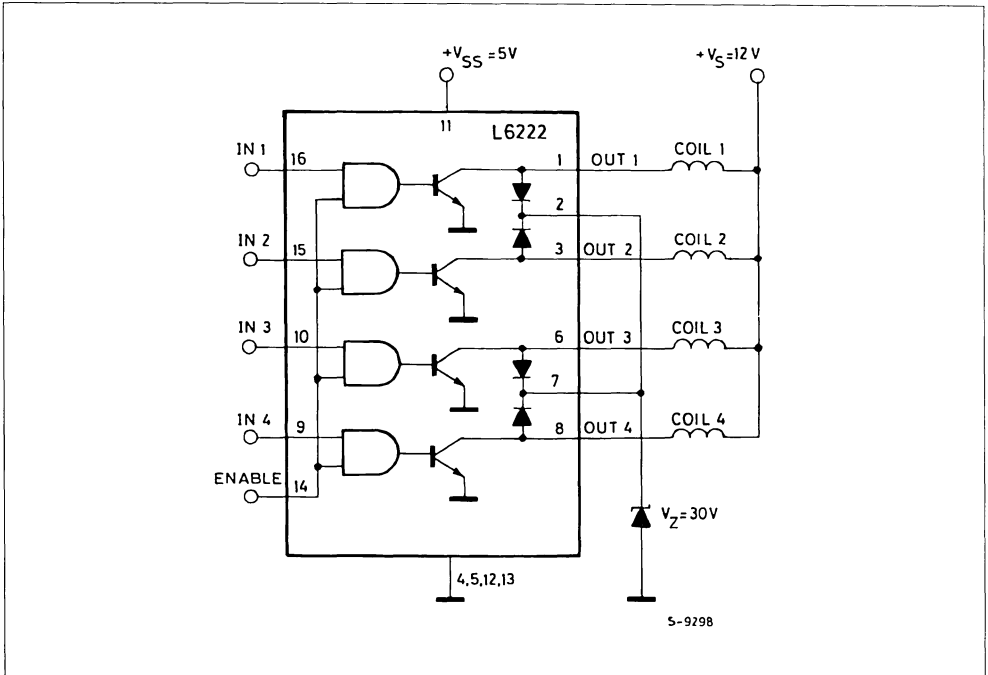 +VSS =5V
+VS=12V
11
L6222
IN 1
16
1
OUT 1
COIL 1
2
IN 2
15
3
OUT 2
COIL 2
IN 3
10
6
OUT 3
COIL 3
7
IN 4
9
8
OUT 4
COIL 4
ENABLE
14
VZ=30V
4,5,12,13
S-9298